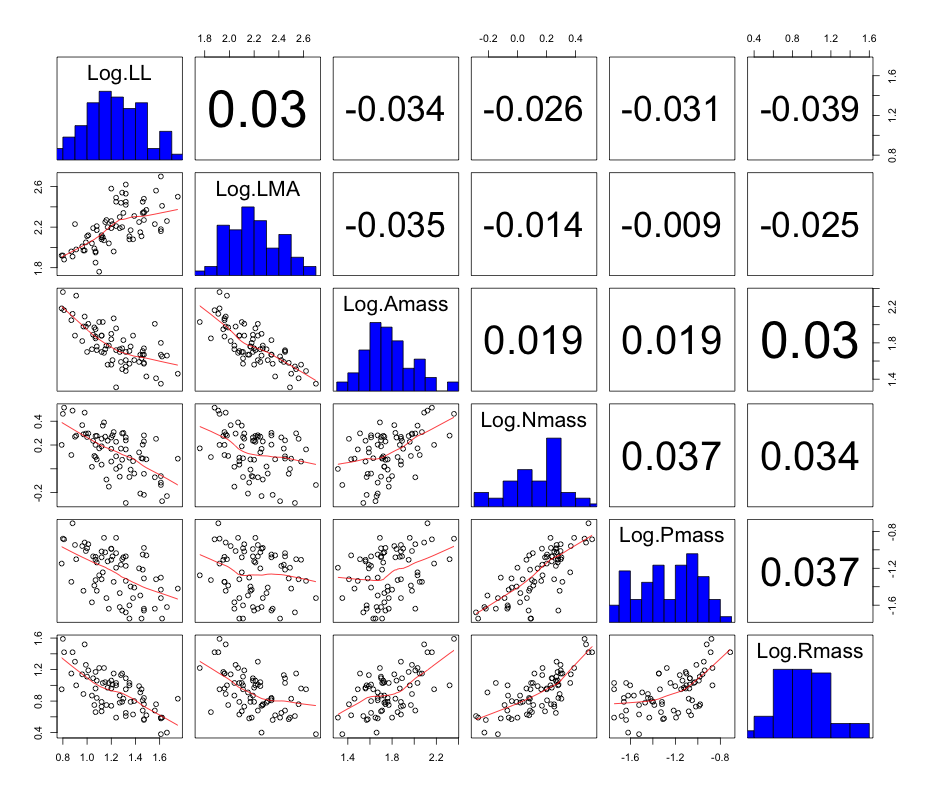 1.8 2.0 2.2 2.4 2.6
-0.2 0.0 0.2 0.4
0.4 0.8 1.2 1.6
Log.LL
0.03
-0.034
-0.026
-0.031
-0.039
0.8 1.2 1.6
1.8 2.2 2.6
Log.LMA
-0.035
-0.014
-0.009
-0.025
Log.Amass
0.019
0.019
0.03
1.4 1.8 2.2
-0.2 0.2 0.4
Log.Nmass
0.037
0.034
Log.Pmass
0.037
-1.6 -1.2 -0.8
0.4 0.8 1.2 1.6
Log.Rmass
0.8 1.0 1.2 1.4 1.6
1.4 1.8 2.2
-1.6 -1.2 -0.8